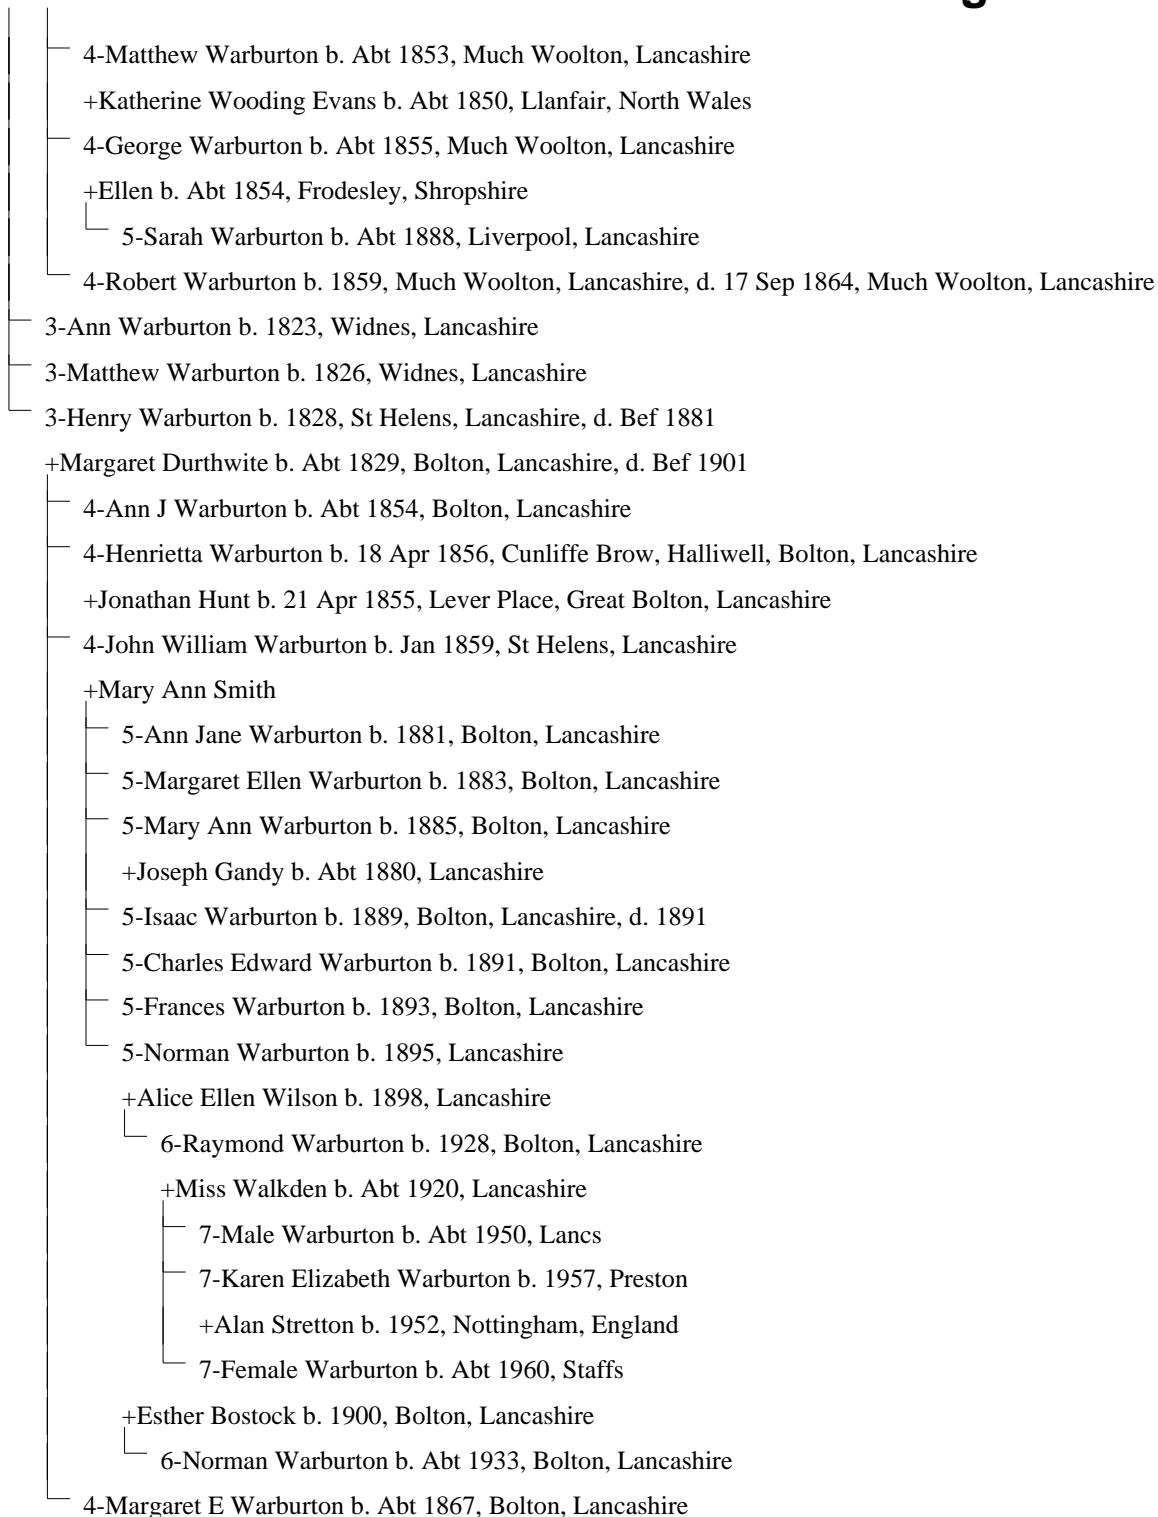 4-Matthew Warburton b. Abt 1853, Much Woolton, Lancashire
+Katherine Wooding Evans b. Abt 1850, Llanfair, North Wales
4-George Warburton b. Abt 1855, Much Woolton, Lancashire
+Ellen b. Abt 1854, Frodesley, Shropshire
5-Sarah Warburton b. Abt 1888, Liverpool, Lancashire
4-Robert Warburton b. 1859, Much Woolton, Lancashire, d. 17 Sep 1864, Much Woolton, Lancashire
3-Ann Warburton b. 1823, Widnes, Lancashire
3-Matthew Warburton b. 1826, Widnes, Lancashire
3-Henry Warburton b. 1828, St Helens, Lancashire, d. Bef 1881
+Margaret Durthwite b. Abt 1829, Bolton, Lancashire, d. Bef 1901
4-Ann J Warburton b. Abt 1854, Bolton, Lancashire
4-Henrietta Warburton b. 18 Apr 1856, Cunliffe Brow, Halliwell, Bolton, Lancashire
+Jonathan Hunt b. 21 Apr 1855, Lever Place, Great Bolton, Lancashire
4-John William Warburton b. Jan 1859, St Helens, Lancashire
+Mary Ann Smith
5-Ann Jane Warburton b. 1881, Bolton, Lancashire
5-Margaret Ellen Warburton b. 1883, Bolton, Lancashire
5-Mary Ann Warburton b. 1885, Bolton, Lancashire
+Joseph Gandy b. Abt 1880, Lancashire
5-Isaac Warburton b. 1889, Bolton, Lancashire, d. 1891
5-Charles Edward Warburton b. 1891, Bolton, Lancashire
5-Frances Warburton b. 1893, Bolton, Lancashire
5-Norman Warburton b. 1895, Lancashire
+Alice Ellen Wilson b. 1898, Lancashire
6-Raymond Warburton b. 1928, Bolton, Lancashire
+Miss Walkden b. Abt 1920, Lancashire
7-Male Warburton b. Abt 1950, Lancs
7-Karen Elizabeth Warburton b. 1957, Preston
+Alan Stretton b. 1952, Nottingham, England
7-Female Warburton b. Abt 1960, Staffs
+Esther Bostock b. 1900, Bolton, Lancashire
6-Norman Warburton b. Abt 1933, Bolton, Lancashire
4-Margaret E Warburton b. Abt 1867, Bolton, Lancashire